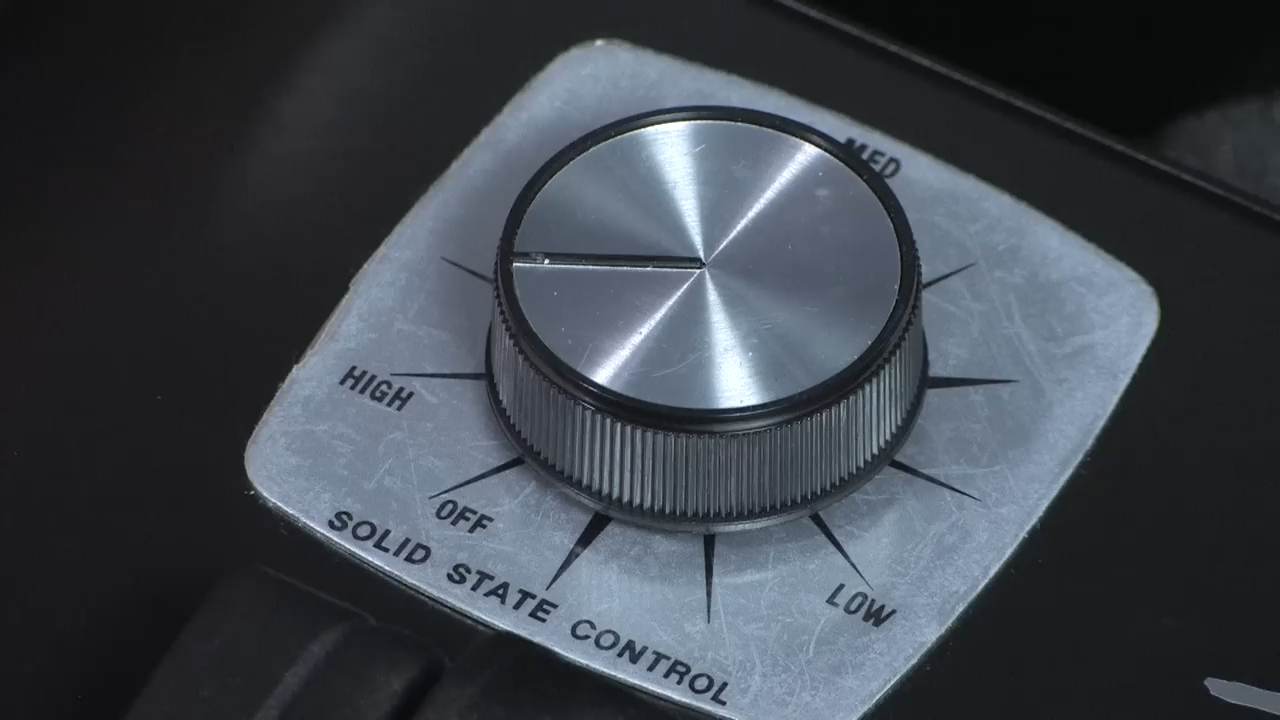 MED
HIGH
OFF
LOW
SOLID STATE CONTROL